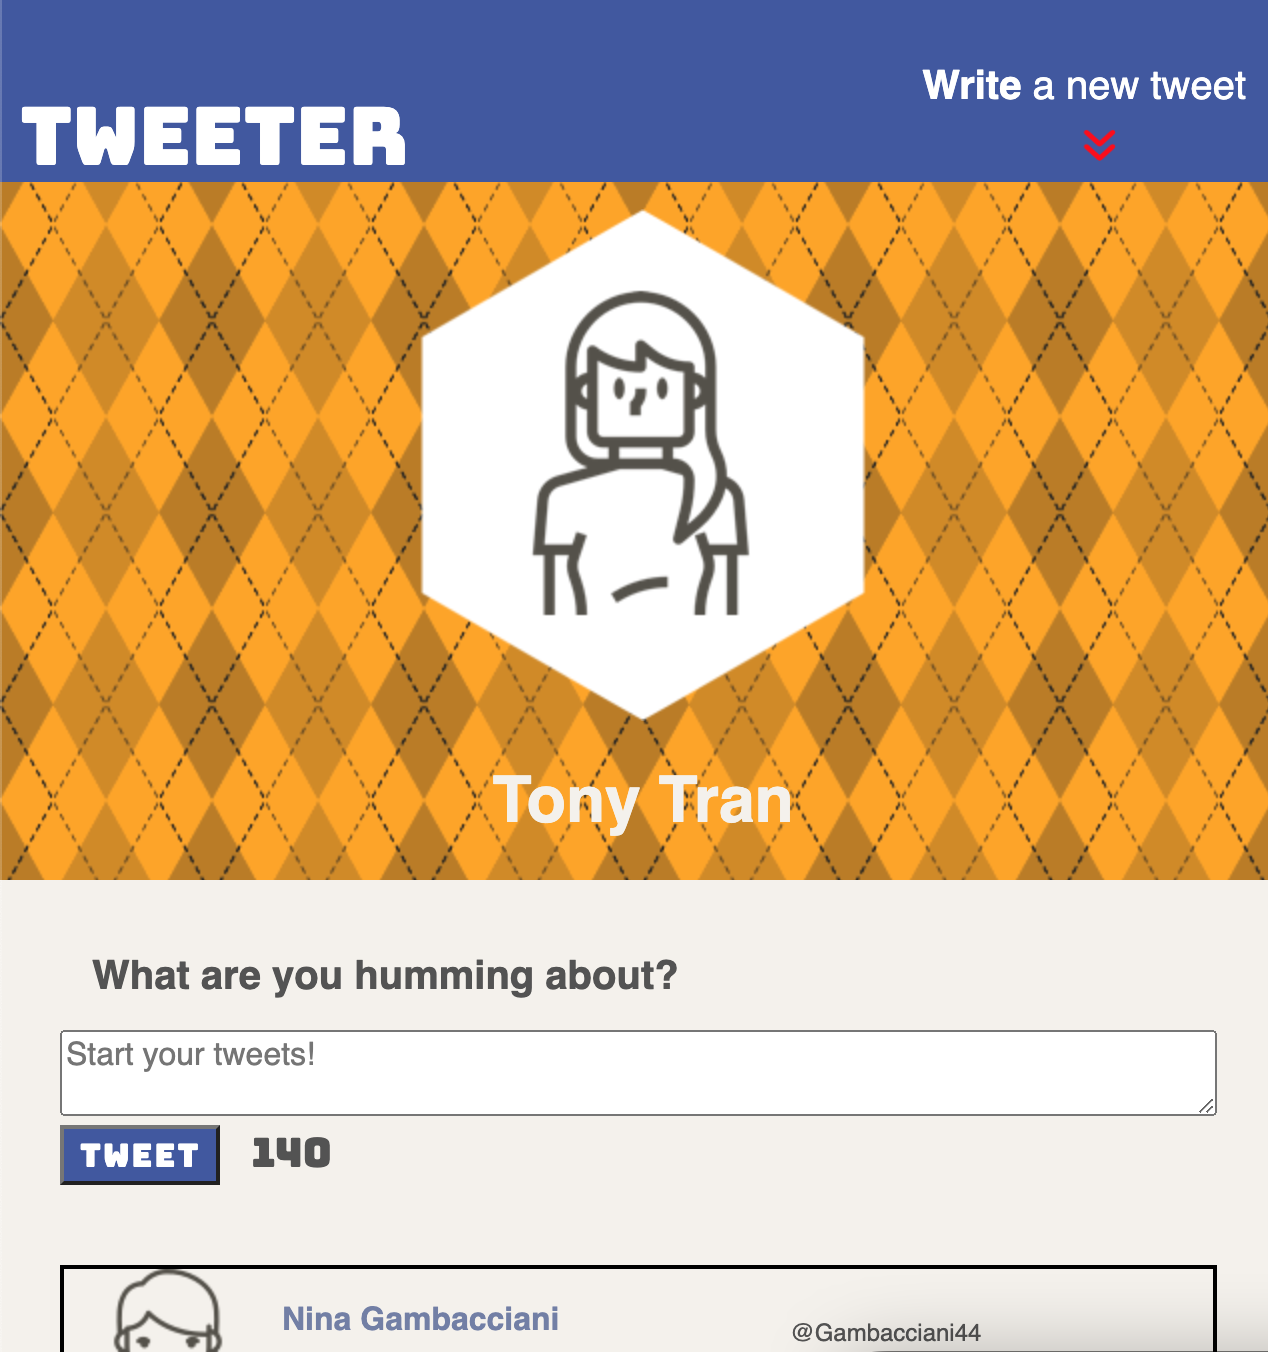 Write a new tweet
TWEETER
Tony Tran
What are you humming about?
Start your tweets!
TWEET 140
Nina Gambacciani
@Gambacciani44